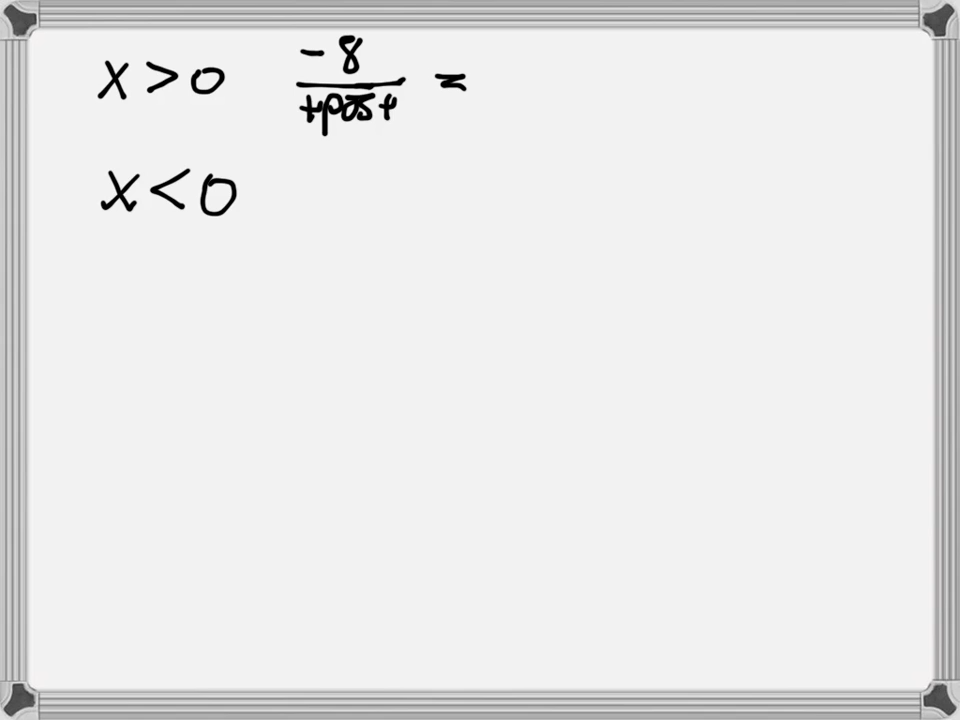 x > 0 -8/+pos+ =
x < 0